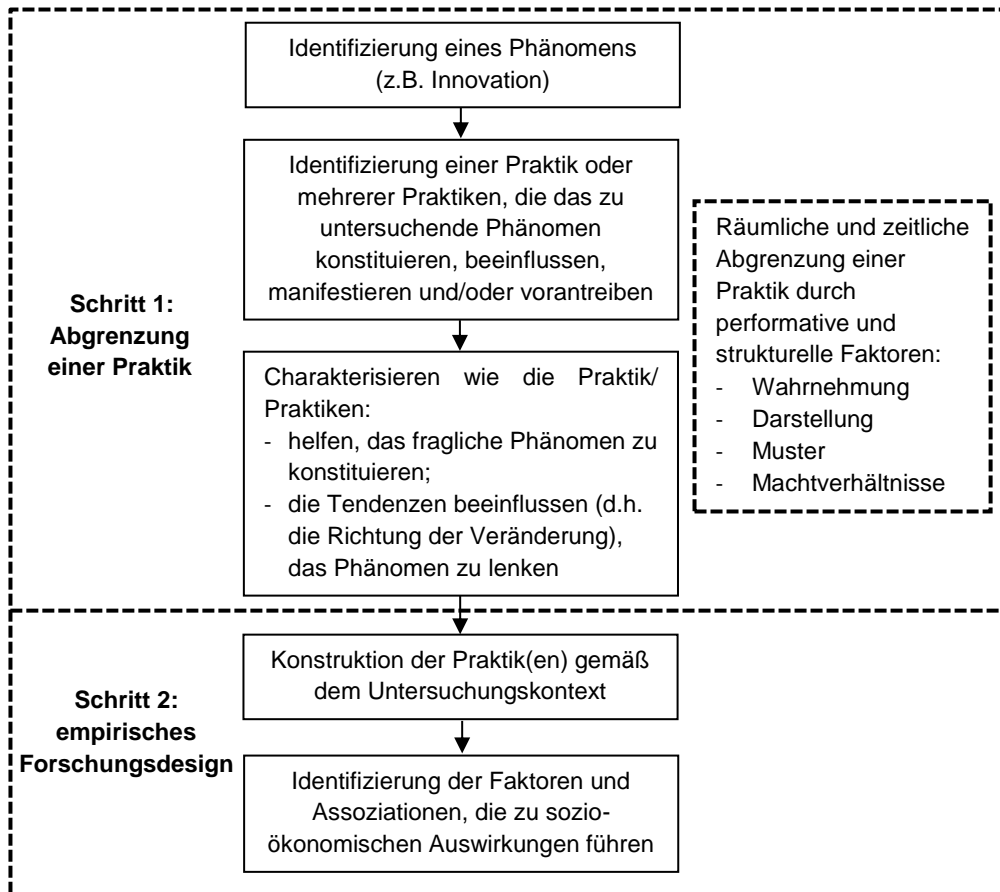 Identifizierung eines Phänomens
(z.B. Innovation)
Identifizierung einer Praktik oder
mehrerer Praktiken, die das zu
untersuchende Phänomen
konstituieren, beeinflussen,
manifestieren und/oder vorantreiben
Schritt 1:
Abgrenzung
einer Praktik
Charakterisieren wie die Praktik/
Praktiken:
- helfen, das fragliche Phänomen zu
konstituieren;
- die Tendenzen beeinflussen (d.h.
die Richtung der Veränderung),
das Phänomen zu lenken
Räumliche und zeitliche
Abgrenzung einer
Praktik durch
performative und
strukturelle Faktoren:
- Wahrnehmung
- Darstellung
- Muster
- Machtverhältnisse
Schritt 2:
empirisches
Forschungsdesign
Konstruktion der Praktik(en) gemäß
dem Untersuchungskontext
Identifizierung der Faktoren und
Assoziationen, die zu sozio-
ökonomischen Auswirkungen führen